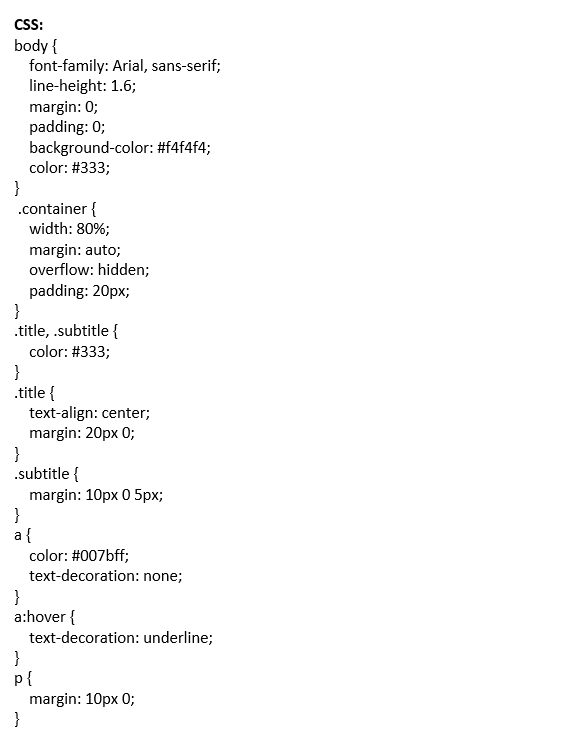 CSS:
body {
    font-family: Arial, sans-serif;
    line-height: 1.6;
    margin: 0;
    padding: 0;
    background-color: #f4f4f4;
    color: #333;
}
 .container {
    width: 80%;
    margin: auto;
    overflow: hidden;
    padding: 20px;
}
.title, .subtitle {
    color: #333;
}
.title {
    text-align: center;
    margin: 20px 0;
}
.subtitle {
    margin: 10px 0 5px;
}
a {
    color: #007bff;
    text-decoration: none;
}
a:hover {
    text-decoration: underline;
}
p {
    margin: 10px 0;
}